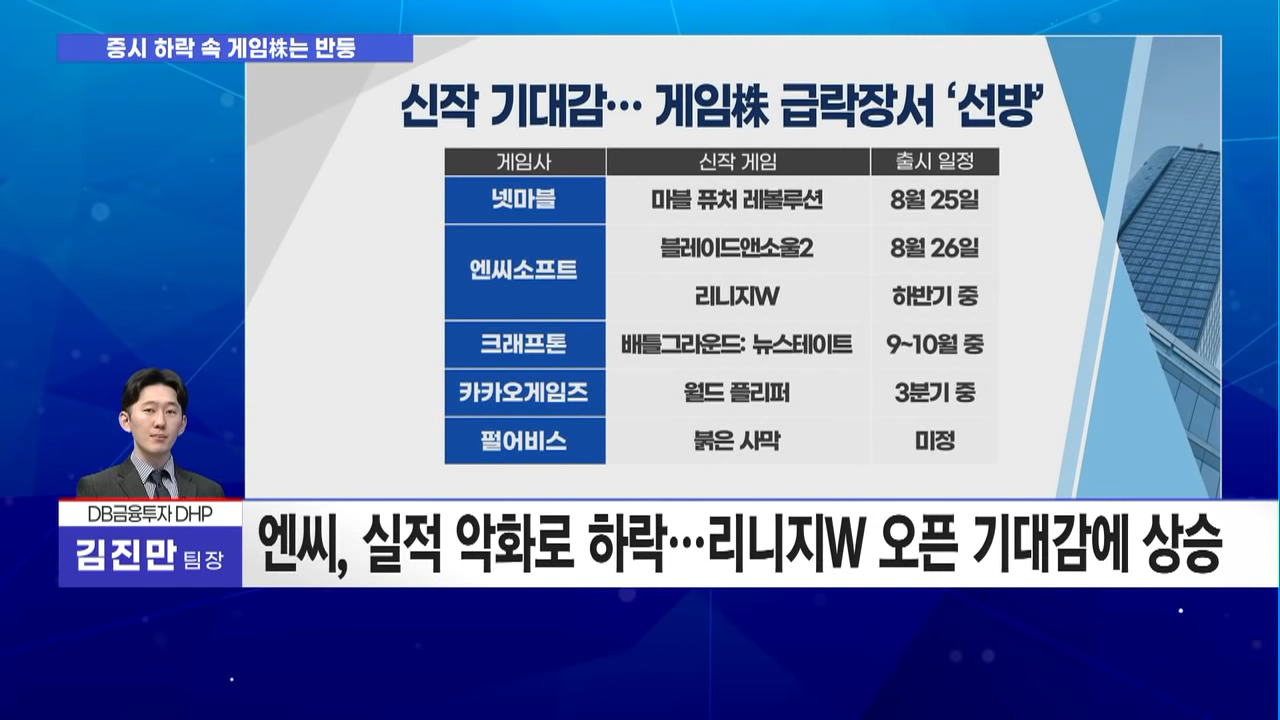 증시 하락 속 게임株는 반등
신작 기대감… 게임株 급락장서 ‘선방’
게임사 신작 게임 출시 일정
넷마블 마블 퓨처 레볼루션 8월 25일
엔씨소프트 블레이드앤소울2 8월 26일
리니지W 하반기 중
크래프톤 배틀그라운드: 뉴스테이트 9~10월 중
카카오게임즈 월드 플리퍼 3분기 중
펄어비스 붉은 사막 미정
DB금융투자 DHP
김진만 팀장
엔씨, 실적 악화로 하락…리니지W 오픈 기대감에 상승